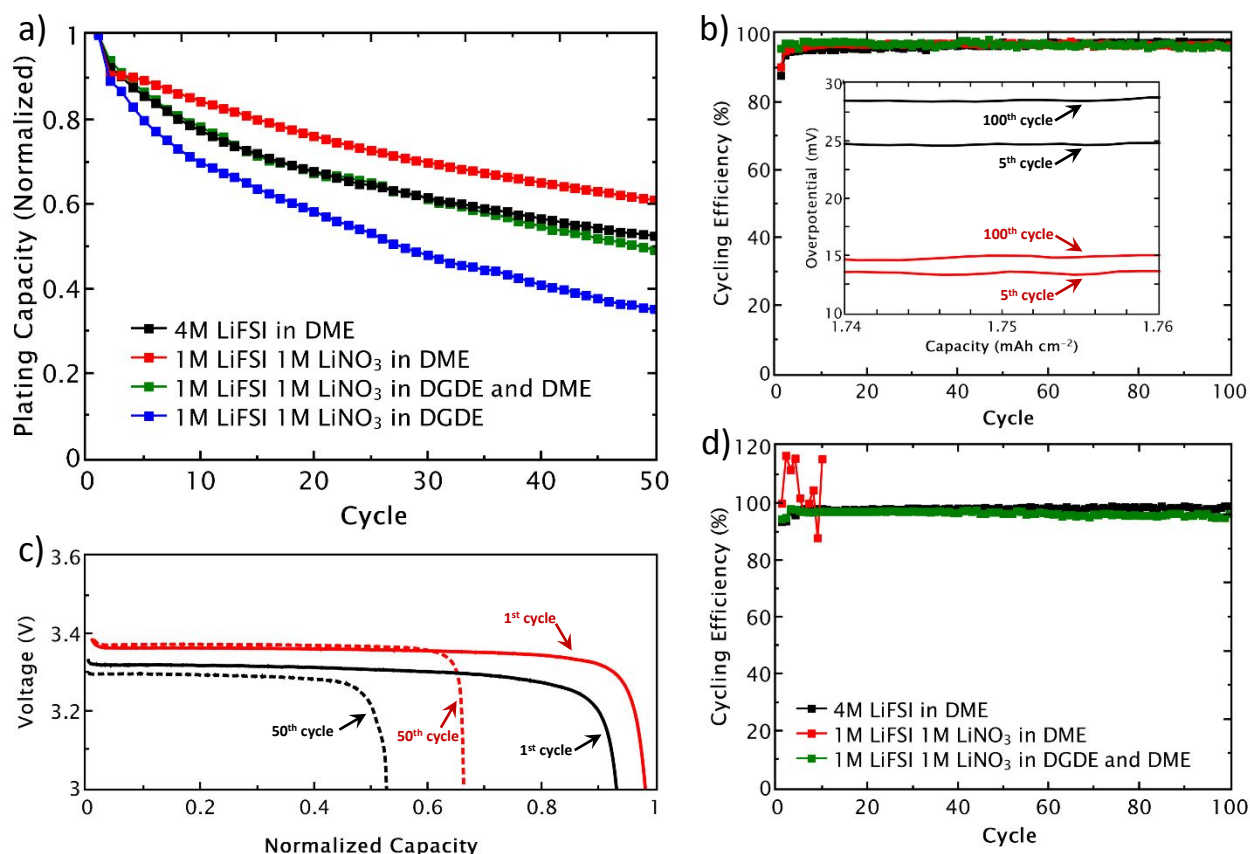 a)
Plating Capacity (Normalized)
1
0.8
0.6
0.4
0.2
0
0
10
20
30
40
50
Cycle
4M LiFSI in DME
1M LiFSI 1M LiNO₃ in DME
1M LiFSI 1M LiNO₃ in DGDE and DME
1M LiFSI 1M LiNO₃ in DGDE
b)
Cycling Efficiency (%)
100
80
60
40
20
0
0
20
40
60
80
100
Cycle
Overpotential (mV)
30
25
20
15
10
100th cycle
5th cycle
100th cycle
5th cycle
1.74
1.75
1.76
Capacity (mAh cm⁻²)
c)
Voltage (V)
3.6
3.4
3.2
3
0
0.2
0.4
0.6
0.8
1
Normalized Capacity
1st cycle
50th cycle
50th cycle
1st cycle
d)
Cycling Efficiency (%)
120
100
80
60
40
20
0
0
20
40
60
80
100
Cycle
4M LiFSI in DME
1M LiFSI 1M LiNO₃ in DME
1M LiFSI 1M LiNO₃ in DGDE and DME